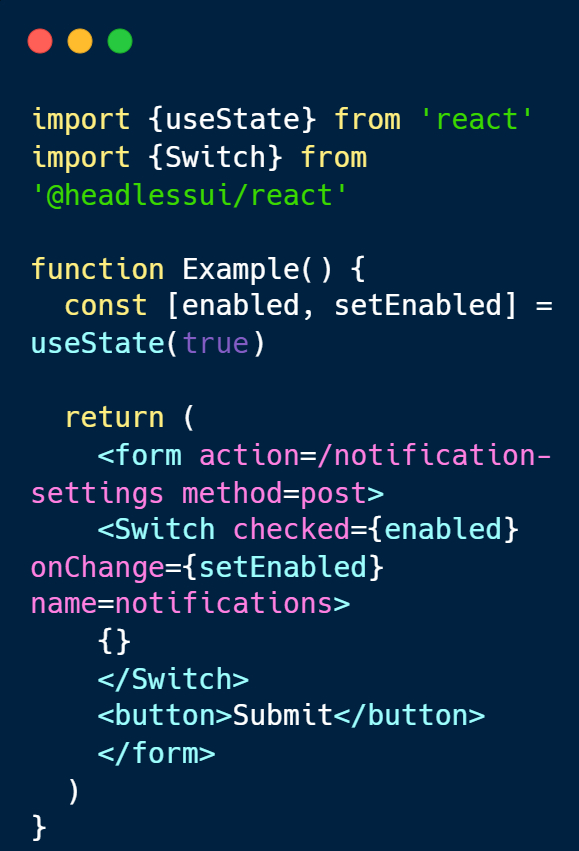 import {useState} from 'react'
import {Switch} from
'@headlessui/react'

function Example() {
  const [enabled, setEnabled] =
useState(true)

  return (
    <form action=/notification-
settings method=post>
    <Switch checked={enabled}
onChange={setEnabled}
name=notifications>
    {}
    </Switch>
    <button>Submit</button>
    </form>
  )
}